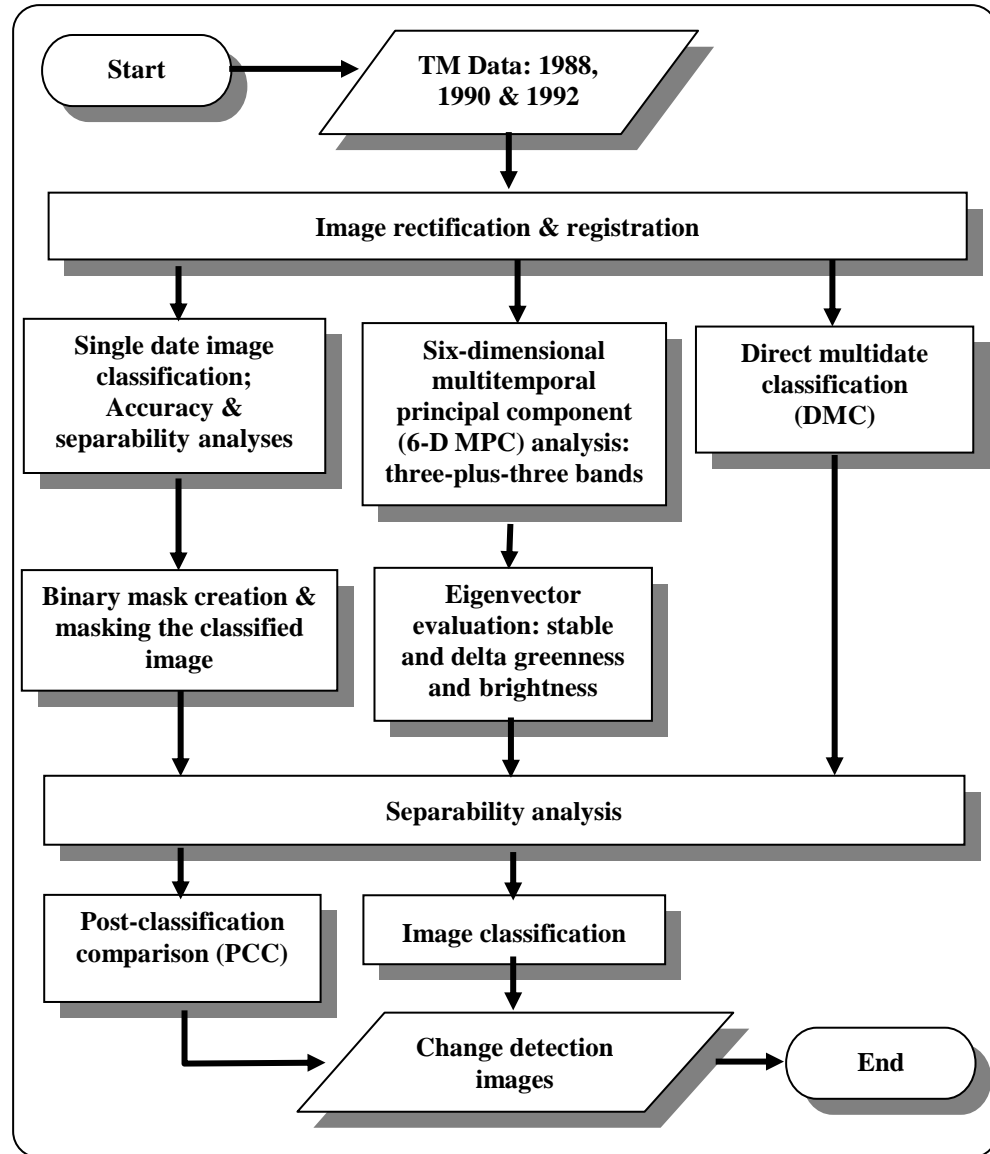 Start
TM Data: 1988,
1990 & 1992
Image rectification & registration
Single date image
classification;
Accuracy &
separability analyses
Six-dimensional
multitemporal
principal component
(6-D MPC) analysis:
three-plus-three bands
Direct multidate
classification
(DMC)
Binary mask creation &
masking the classified
image
Eigenvector
evaluation: stable
and delta greenness
and brightness
Separability analysis
Post-classification
comparison (PCC)
Image classification
Change detection
images
End